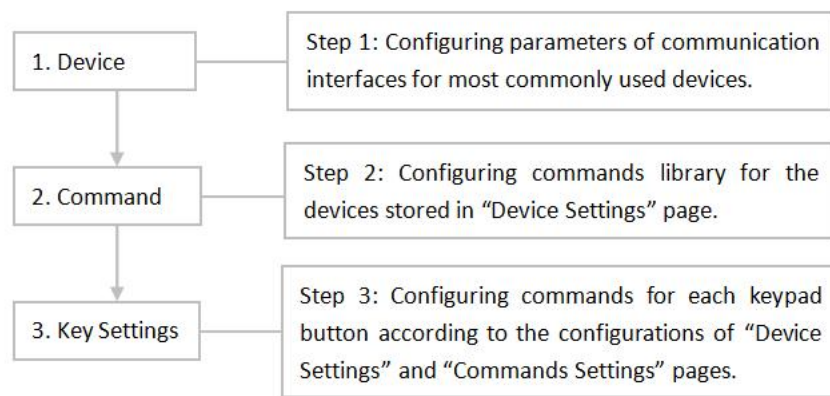 1. Device
Step 1: Configuring parameters of communication
interfaces for most commonly used devices.
2. Command
Step 2: Configuring commands library for the
devices stored in “Device Settings” page.
3. Key Settings
Step 3: Configuring commands for each keypad
button according to the configurations of “Device
Settings” and “Commands Settings” pages.